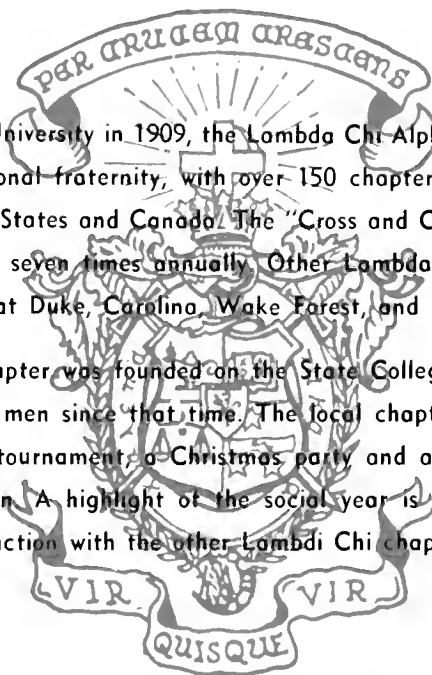 PER CRUCEM CRESCENS
University in 1909, the Lambda Chi Alph
onal fraternity, with over 150 chapter
States and Canada. The "Cross and C
seven times annually. Other Lambda
at Duke, Carolina, Wake Forest, and
apter was founded on the State Colleg
men since that time. The local chapt
tournament, a Christmas party and a
n. A highlight of the social year is
nction with the other Lambdi Chi chap
VIR VIR
QUISQUE